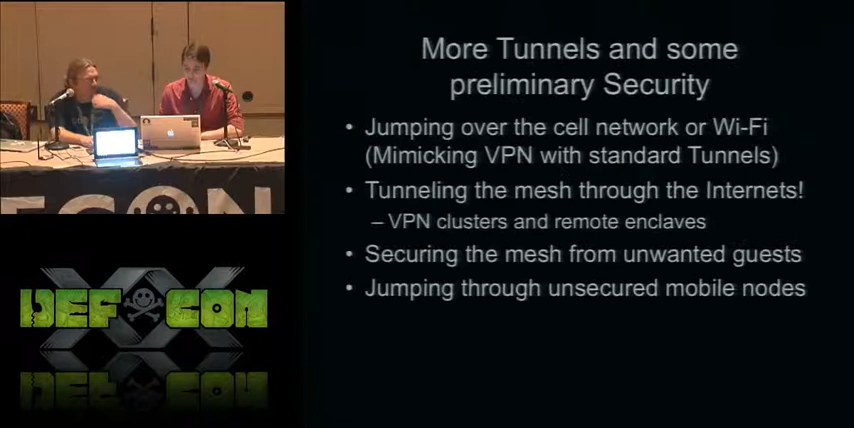 More Tunnels and some
preliminary Security
• Jumping over the cell network or Wi-Fi
(Mimicking VPN with standard Tunnels)
• Tunneling the mesh through the Internets!
– VPN clusters and remote enclaves
• Securing the mesh from unwanted guests
• Jumping through unsecured mobile nodes
DEF CON
XX